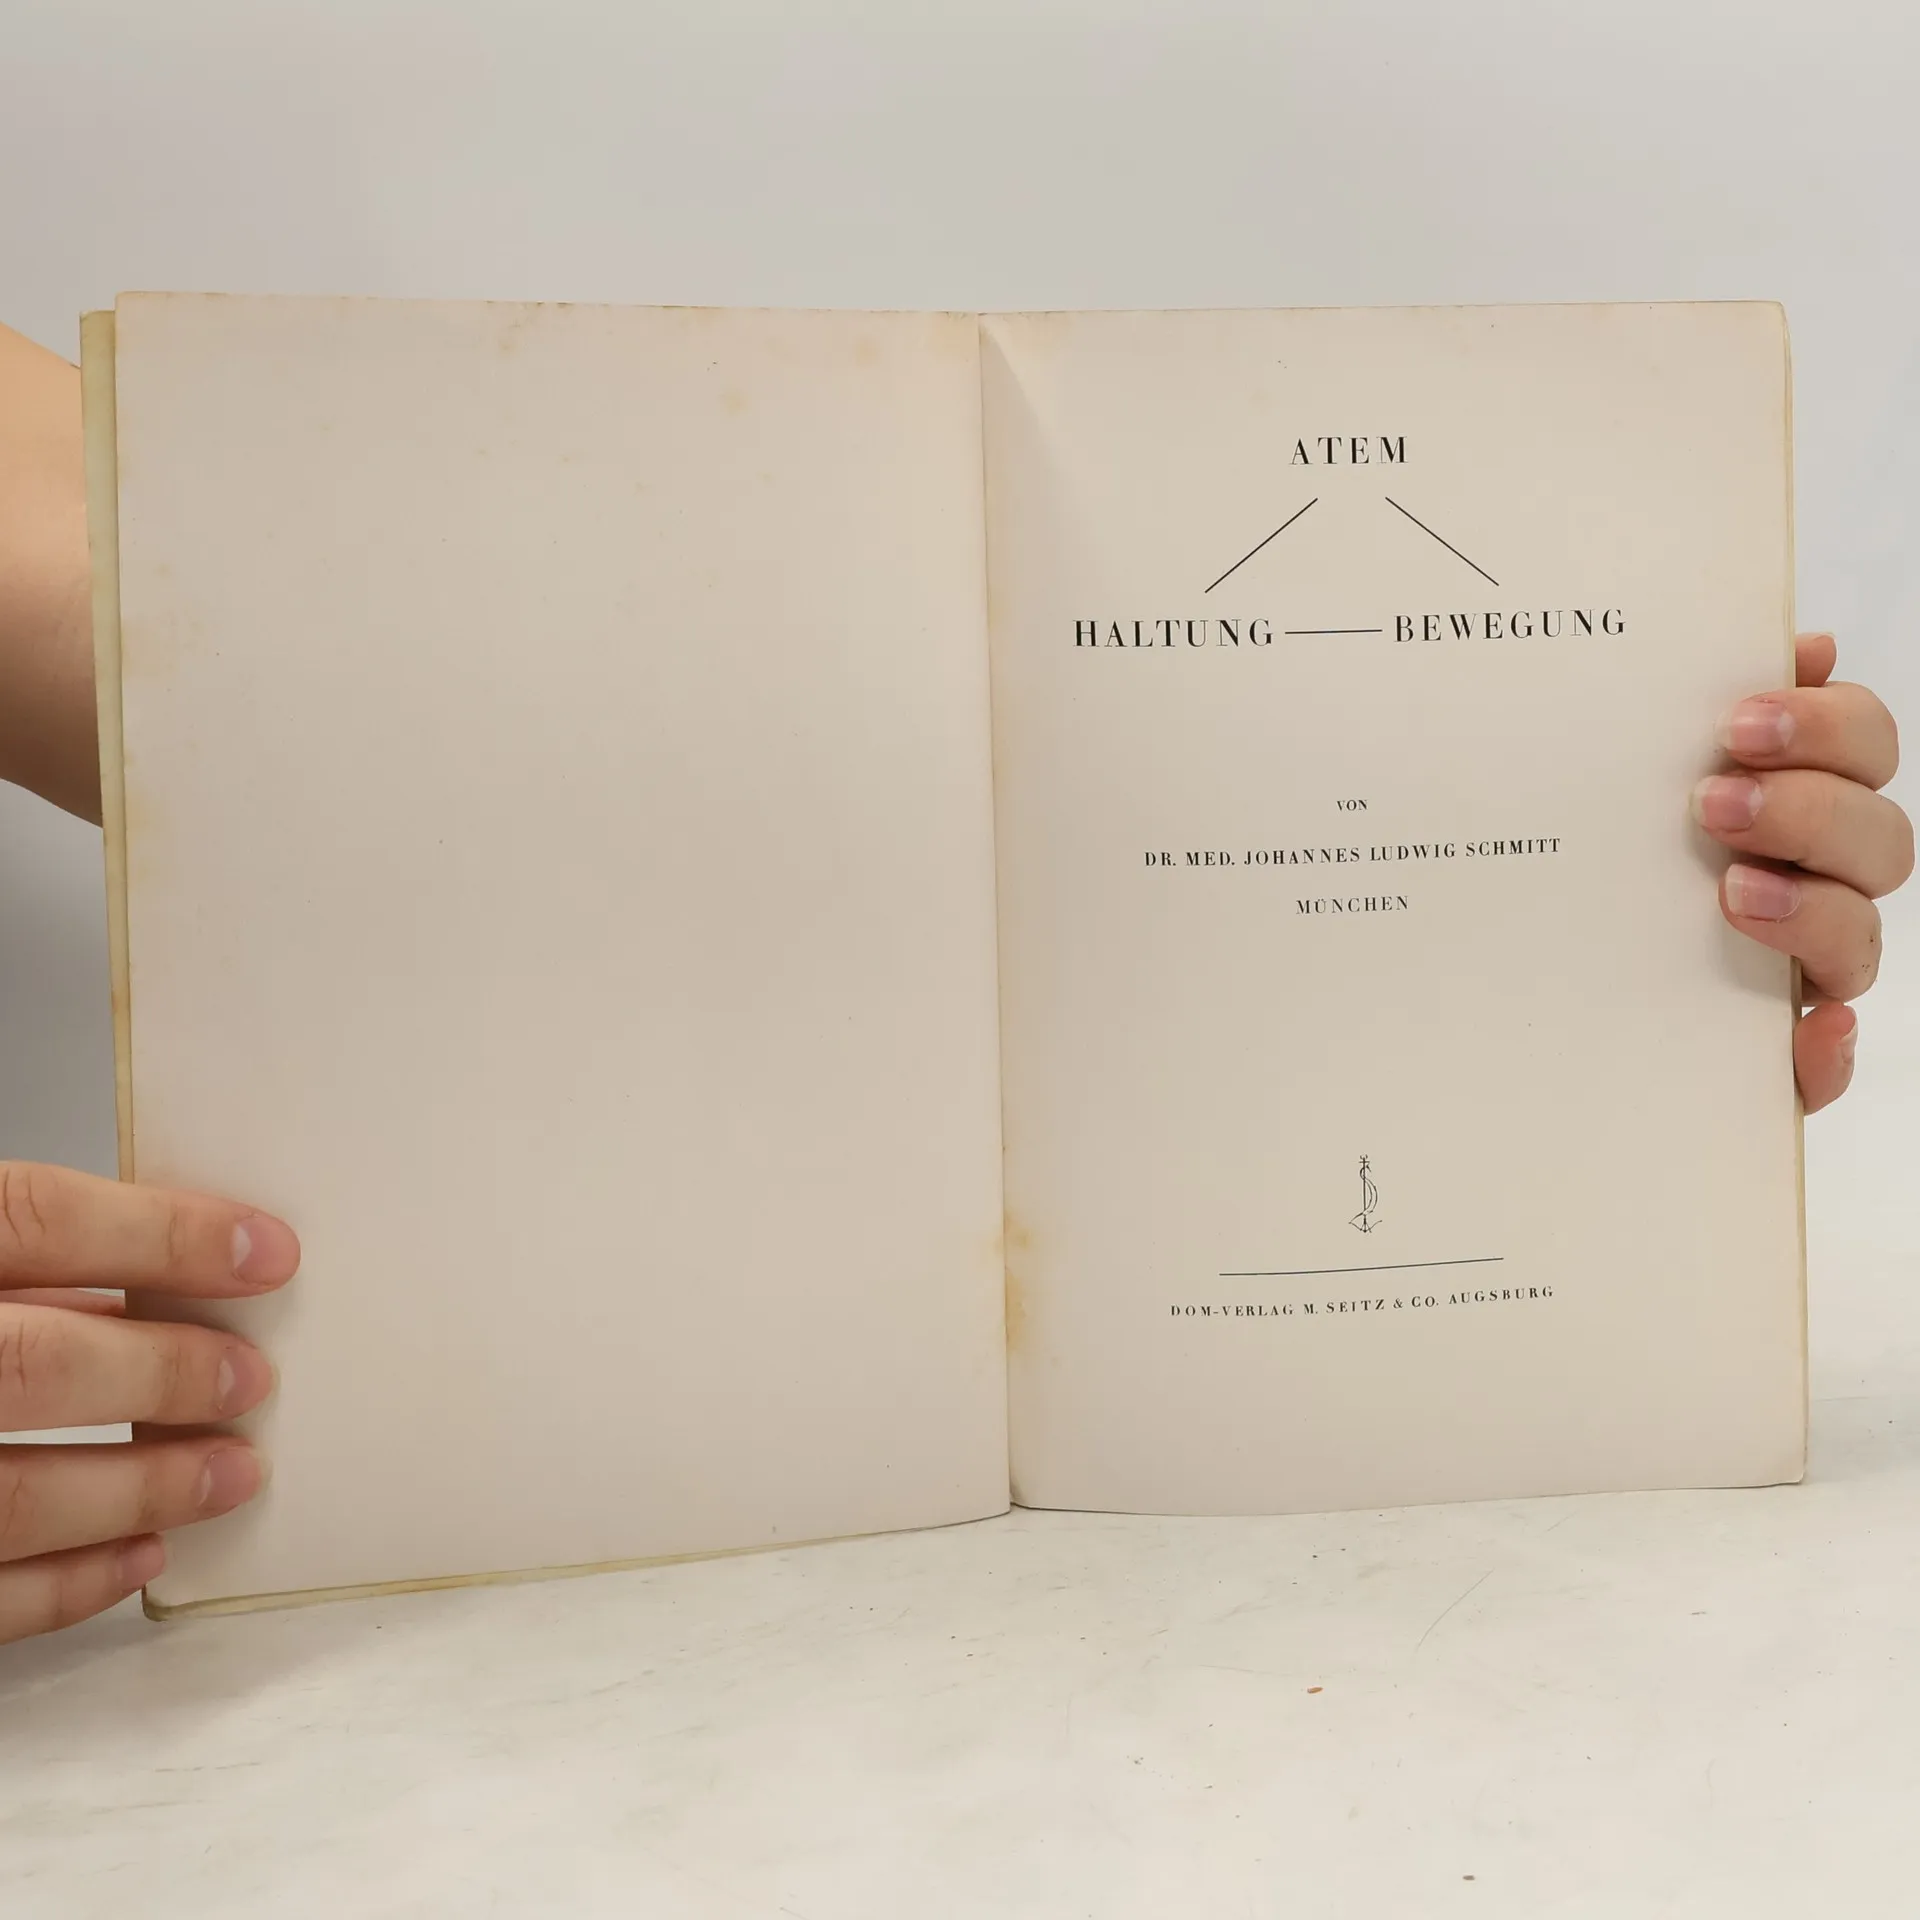 ATEM
HALTUNG — BEWEGUNG
VON
DR. MED. JOHANNES LUDWIG SCHMITT
MÜNCHEN
DOM-VERLAG M. SEITZ & CO. AUGSBURG